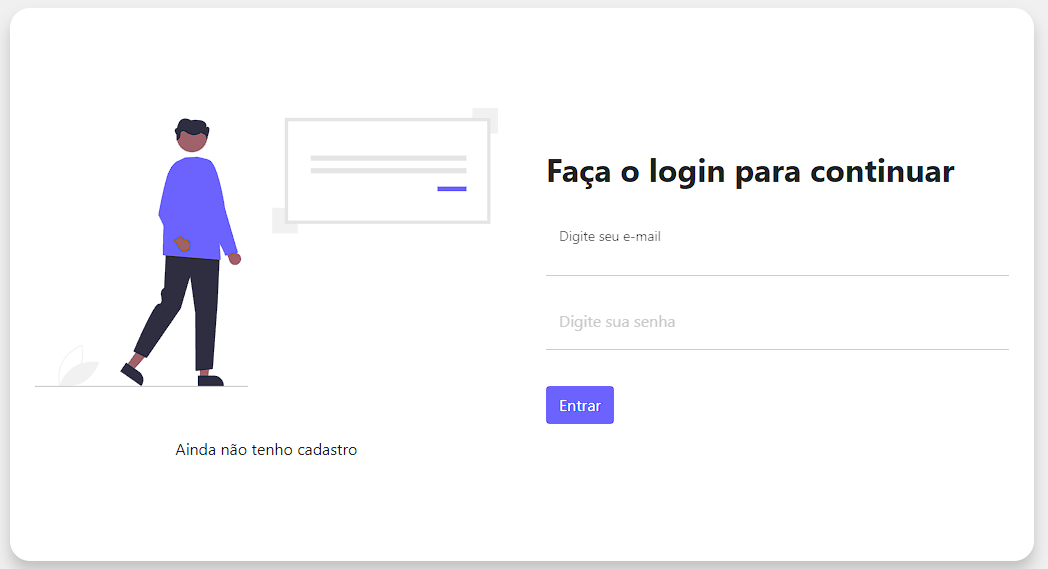 Faça o login para continuar
Digite seu e-mail
Digite sua senha
Entrar
Ainda não tenho cadastro